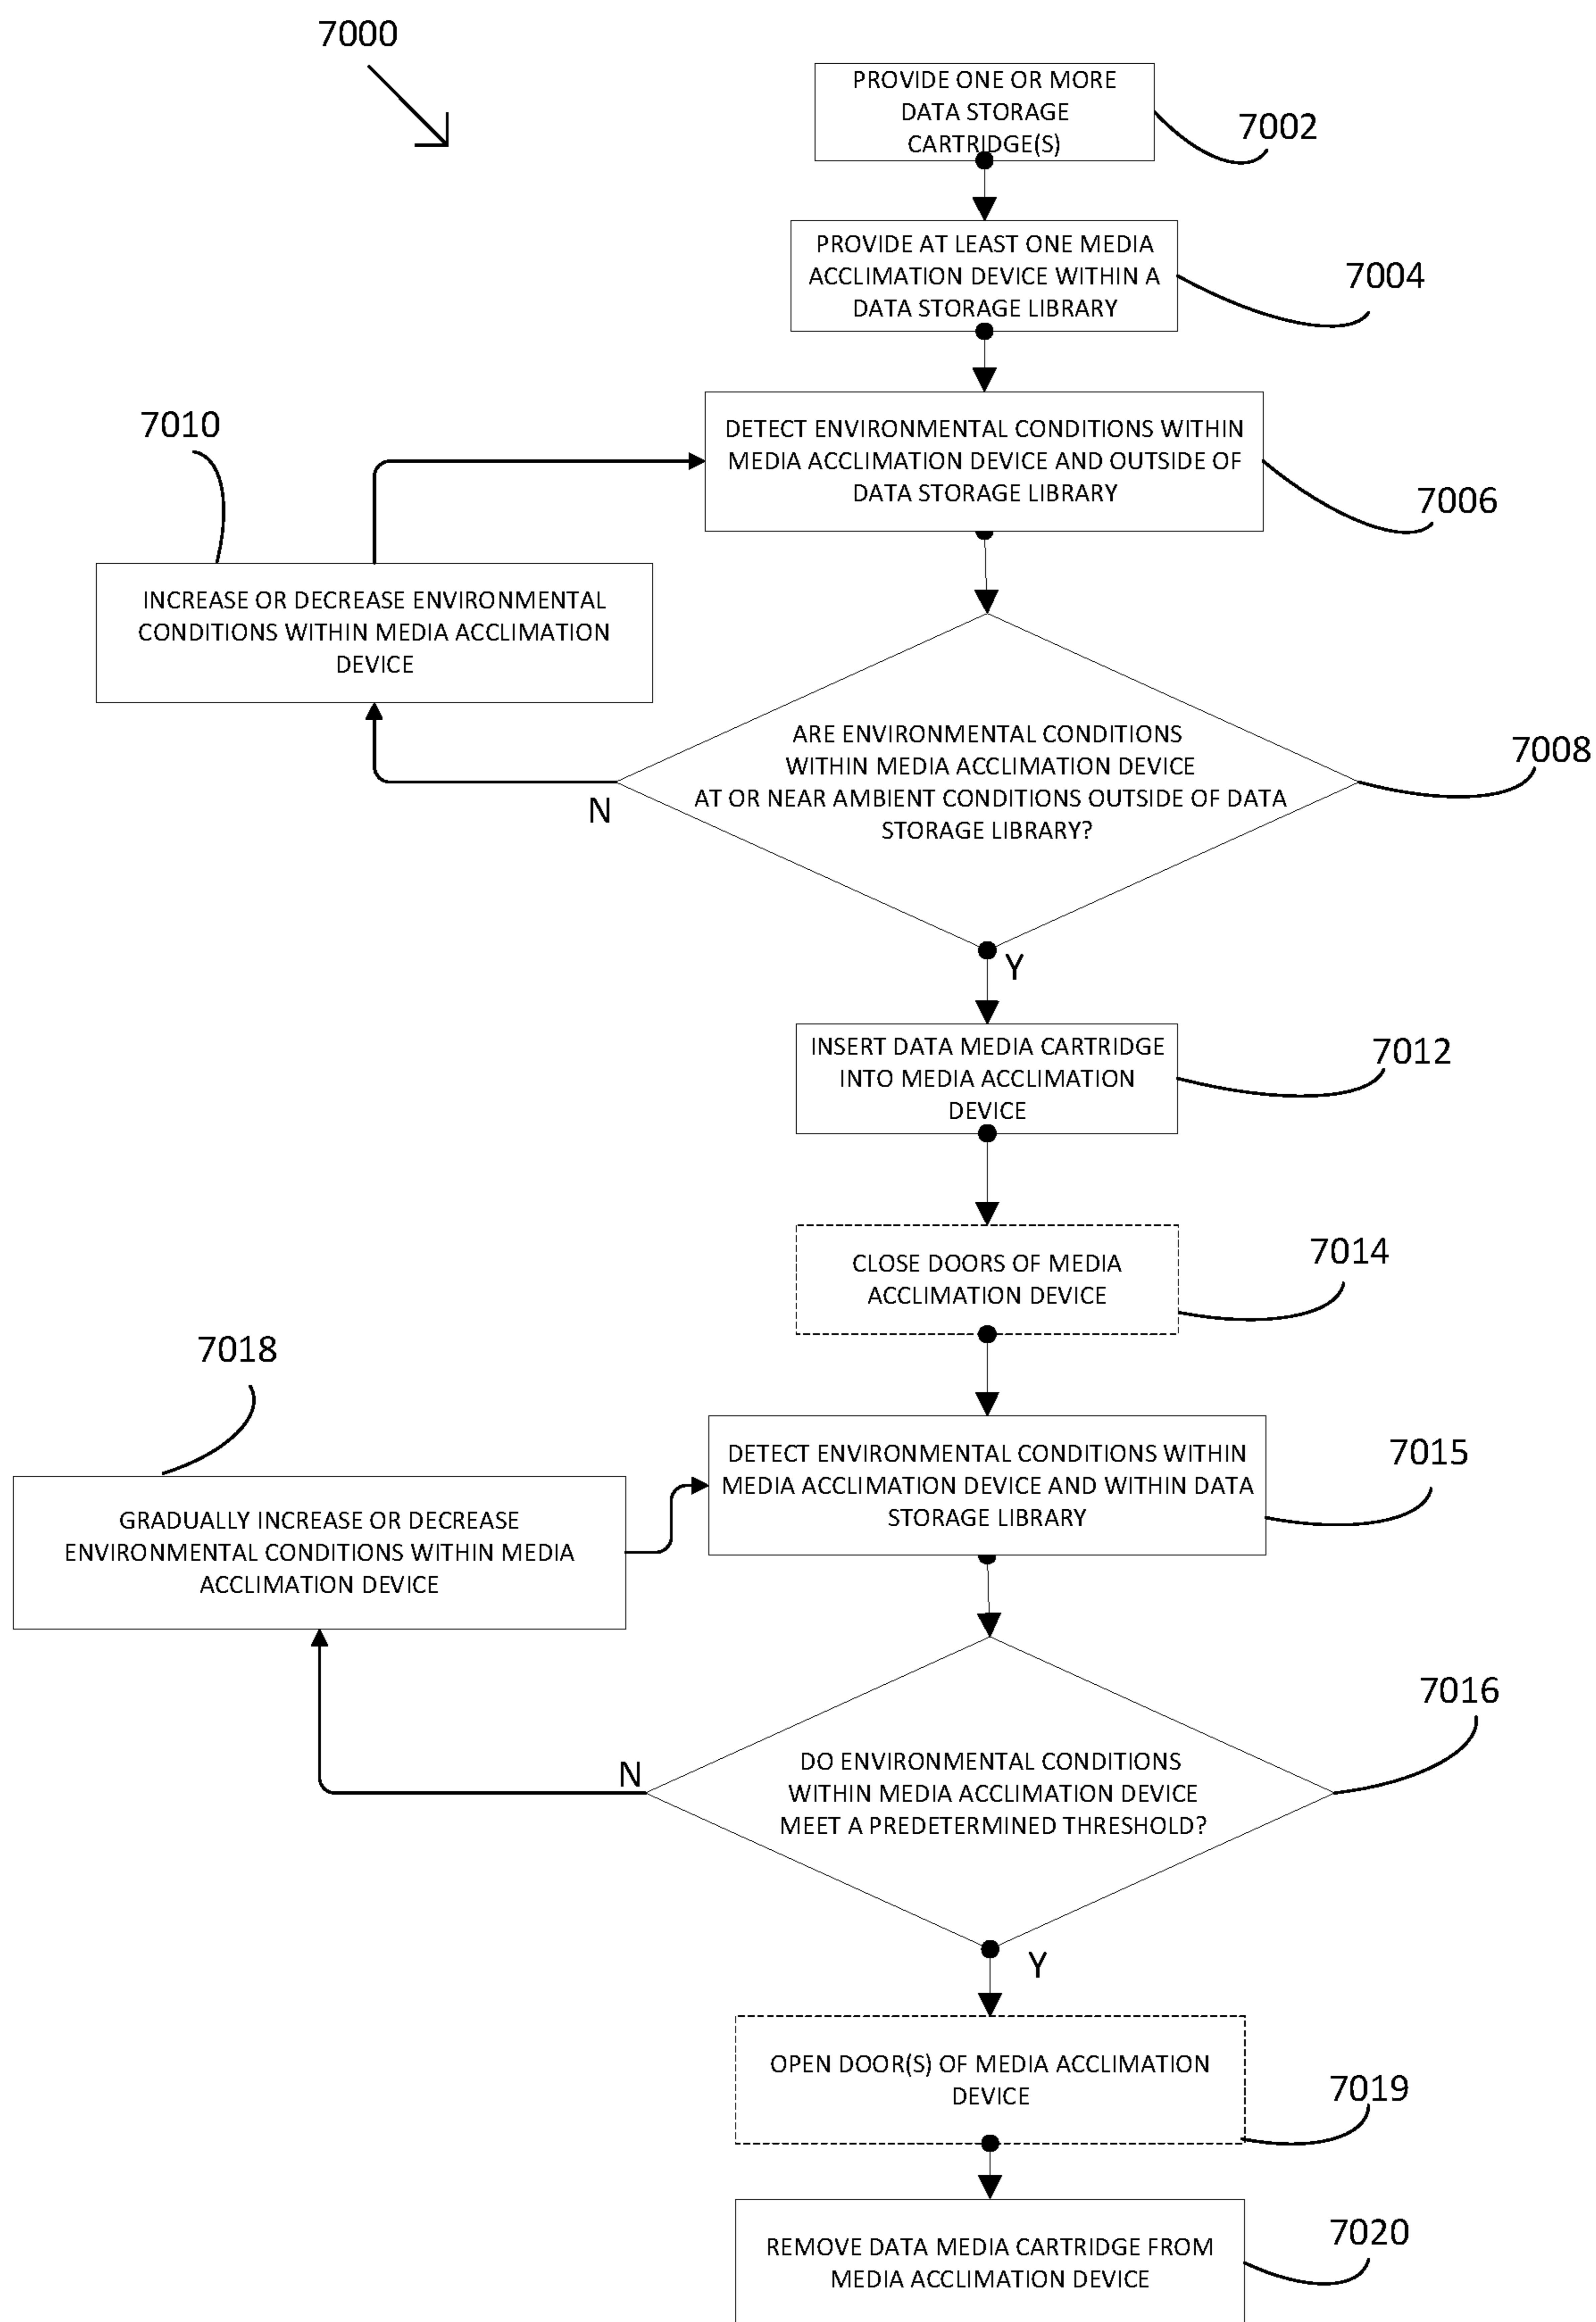 7000
PROVIDE ONE OR MORE
DATA STORAGE
CARTRIDGE(S)
7002
PROVIDE AT LEAST ONE MEDIA
ACCLIMATION DEVICE WITHIN A
DATA STORAGE LIBRARY
7004
DETECT ENVIRONMENTAL CONDITIONS WITHIN
MEDIA ACCLIMATION DEVICE AND OUTSIDE OF
DATA STORAGE LIBRARY
7006
7010
INCREASE OR DECREASE ENVIRONMENTAL
CONDITIONS WITHIN MEDIA ACCLIMATION
DEVICE
ARE ENVIRONMENTAL CONDITIONS
WITHIN MEDIA ACCLIMATION DEVICE
AT OR NEAR AMBIENT CONDITIONS OUTSIDE OF DATA
STORAGE LIBRARY?
7008
N
Y
INSERT DATA MEDIA CARTRIDGE
INTO MEDIA ACCLIMATION
DEVICE
7012
CLOSE DOORS OF MEDIA
ACCLIMATION DEVICE
7014
7018
DETECT ENVIRONMENTAL CONDITIONS WITHIN
MEDIA ACCLIMATION DEVICE AND WITHIN DATA
STORAGE LIBRARY
7015
GRADUALLY INCREASE OR DECREASE
ENVIRONMENTAL CONDITIONS WITHIN MEDIA
ACCLIMATION DEVICE
7016
DO ENVIRONMENTAL CONDITIONS
WITHIN MEDIA ACCLIMATION DEVICE
MEET A PREDETERMINED THRESHOLD?
N
Y
OPEN DOOR(S) OF MEDIA ACCLIMATION
DEVICE
7019
REMOVE DATA MEDIA CARTRIDGE FROM
MEDIA ACCLIMATION DEVICE
7020